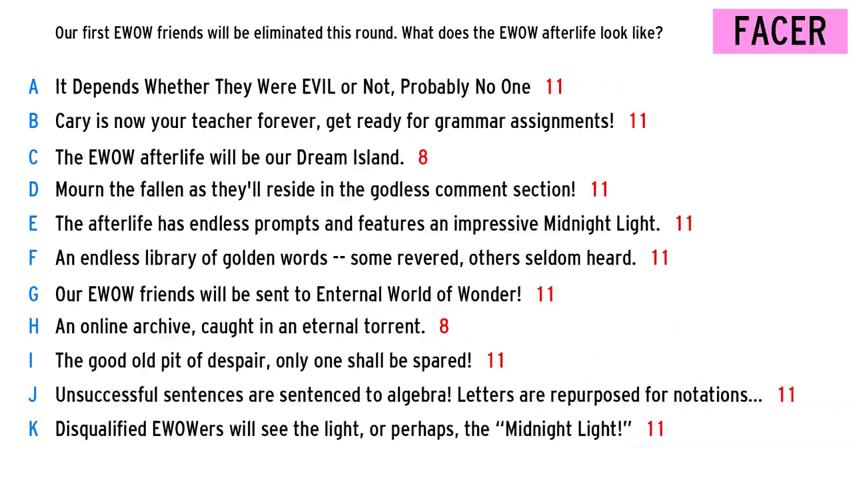 Our first EWOW friends will be eliminated this round. What does the EWOW afterlife look like?
FACER
A It Depends Whether They Were EVIL or Not, Probably No One 11
B Cary is now your teacher forever, get ready for grammar assignments! 11
C The EWOW afterlife will be our Dream Island. 8
D Mourn the fallen as they'll reside in the godless comment section! 11
E The afterlife has endless prompts and features an impressive Midnight Light. 11
F An endless library of golden words -- some revered, others seldom heard. 11
G Our EWOW friends will be sent to Enternal World of Wonder! 11
H An online archive, caught in an eternal torrent. 8
I The good old pit of despair, only one shall be spared! 11
J Unsuccessful sentences are sentenced to algebra! Letters are repurposed for notations... 11
K Disqualified EWOWers will see the light, or perhaps, the “Midnight Light!” 11